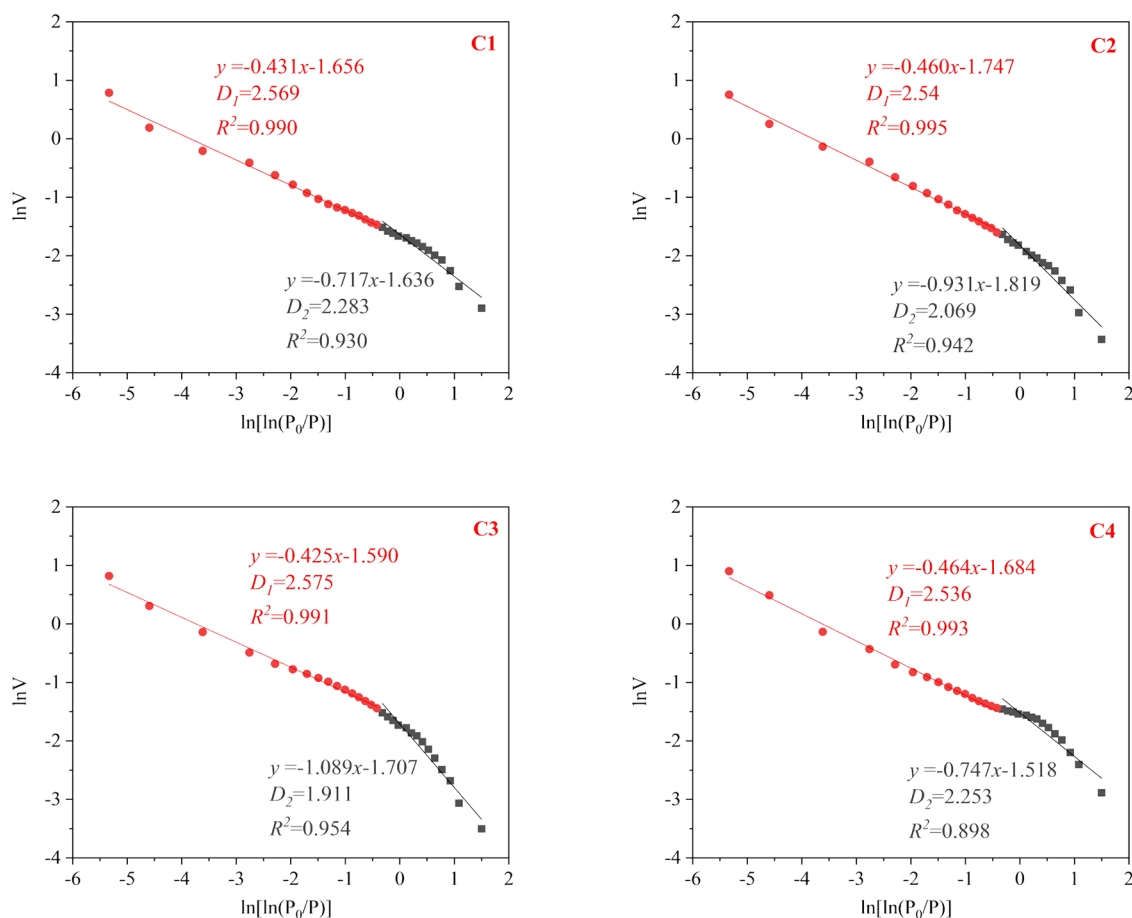 C1
y =-0.431x-1.656
D1=2.569
R2=0.990
y =-0.717x-1.636
D2=2.283
R2=0.930
2
1
0
-1
-2
-3
-4
lnV
-6 -5 -4 -3 -2 -1 0 1 2
ln[ln(P0/P)]
C2
y =-0.460x-1.747
D1=2.54
R2=0.995
y =-0.931x-1.819
D2=2.069
R2=0.942
2
1
0
-1
-2
-3
-4
lnV
-6 -5 -4 -3 -2 -1 0 1 2
ln[ln(P0/P)]
C3
y =-0.425x-1.590
D1=2.575
R2=0.991
y =-1.089x-1.707
D2=1.911
R2=0.954
2
1
0
-1
-2
-3
-4
lnV
-6 -5 -4 -3 -2 -1 0 1 2
ln[ln(P0/P)]
C4
y =-0.464x-1.684
D1=2.536
R2=0.993
y =-0.747x-1.518
D2=2.253
R2=0.898
2
1
0
-1
-2
-3
-4
lnV
-6 -5 -4 -3 -2 -1 0 1 2
ln[ln(P0/P)]